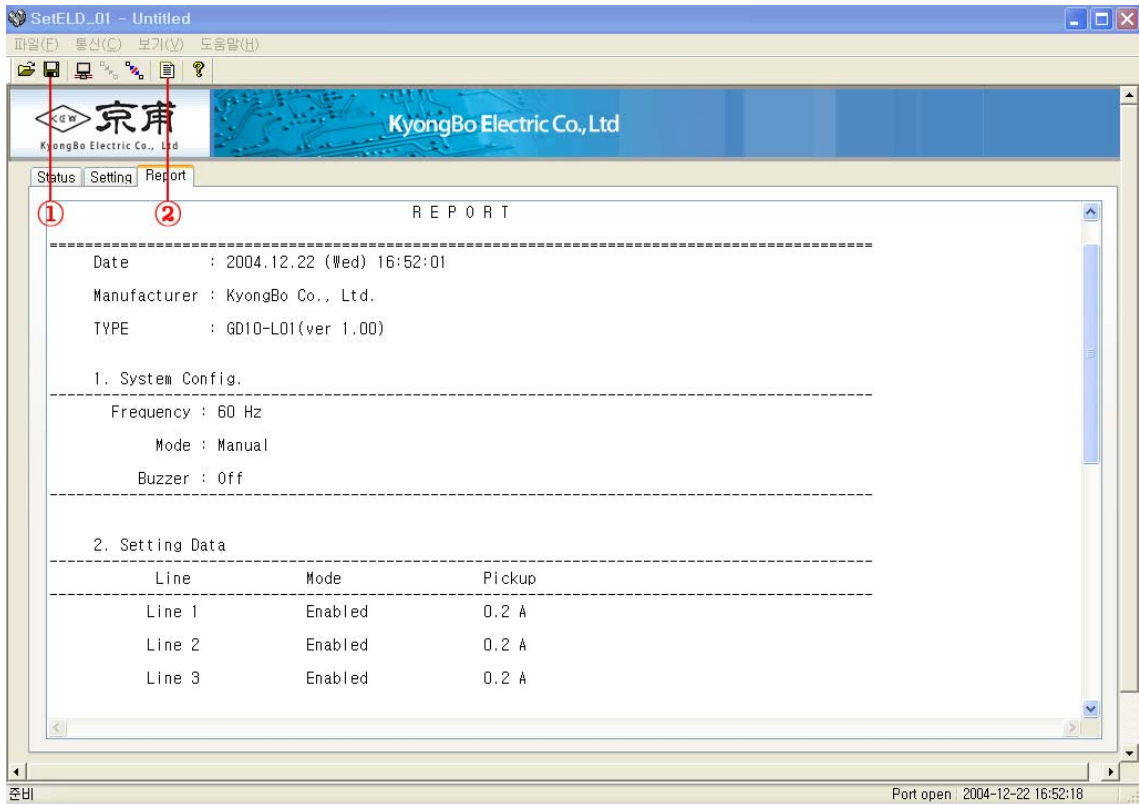 SetELD_01 - Untitled
파일(F) 통신(C) 보기(V) 도움말(H)
KGW 京甫 KyongBo Electric Co., Ltd
KyongBo Electric Co., Ltd
Status Setting Report
① ②
R E P O R T
================================================================================
Date : 2004.12.22 (Wed) 16:52:01
Manufacturer : KyongBo Co., Ltd.
TYPE : GD10-L01(ver 1.00)
1. System Config.
Frequency : 60 Hz
Mode : Manual
Buzzer : Off
2. Setting Data
Line Mode Pickup
Line 1 Enabled 0.2 A
Line 2 Enabled 0.2 A
Line 3 Enabled 0.2 A
준비 Port open 2004-12-22 16:52:18